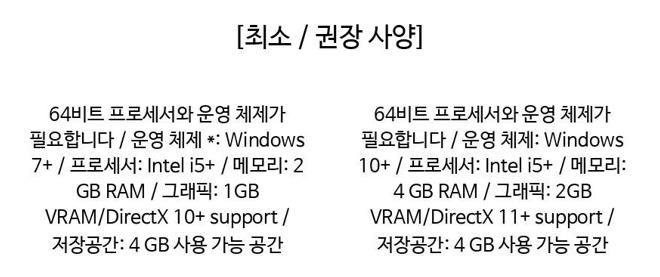 [최소 / 권장 사양]
64비트 프로세서와 운영 체제가
필요합니다 / 운영 체제 *: Windows
7+ / 프로세서: Intel i5+ / 메모리: 2
GB RAM / 그래픽: 1GB
VRAM/DirectX 10+ support /
저장공간: 4 GB 사용 가능 공간
64비트 프로세서와 운영 체제가
필요합니다 / 운영 체제: Windows
10+ / 프로세서: Intel i5+ / 메모리:
4 GB RAM / 그래픽: 2GB
VRAM/DirectX 11+ support /
저장공간: 4 GB 사용 가능 공간